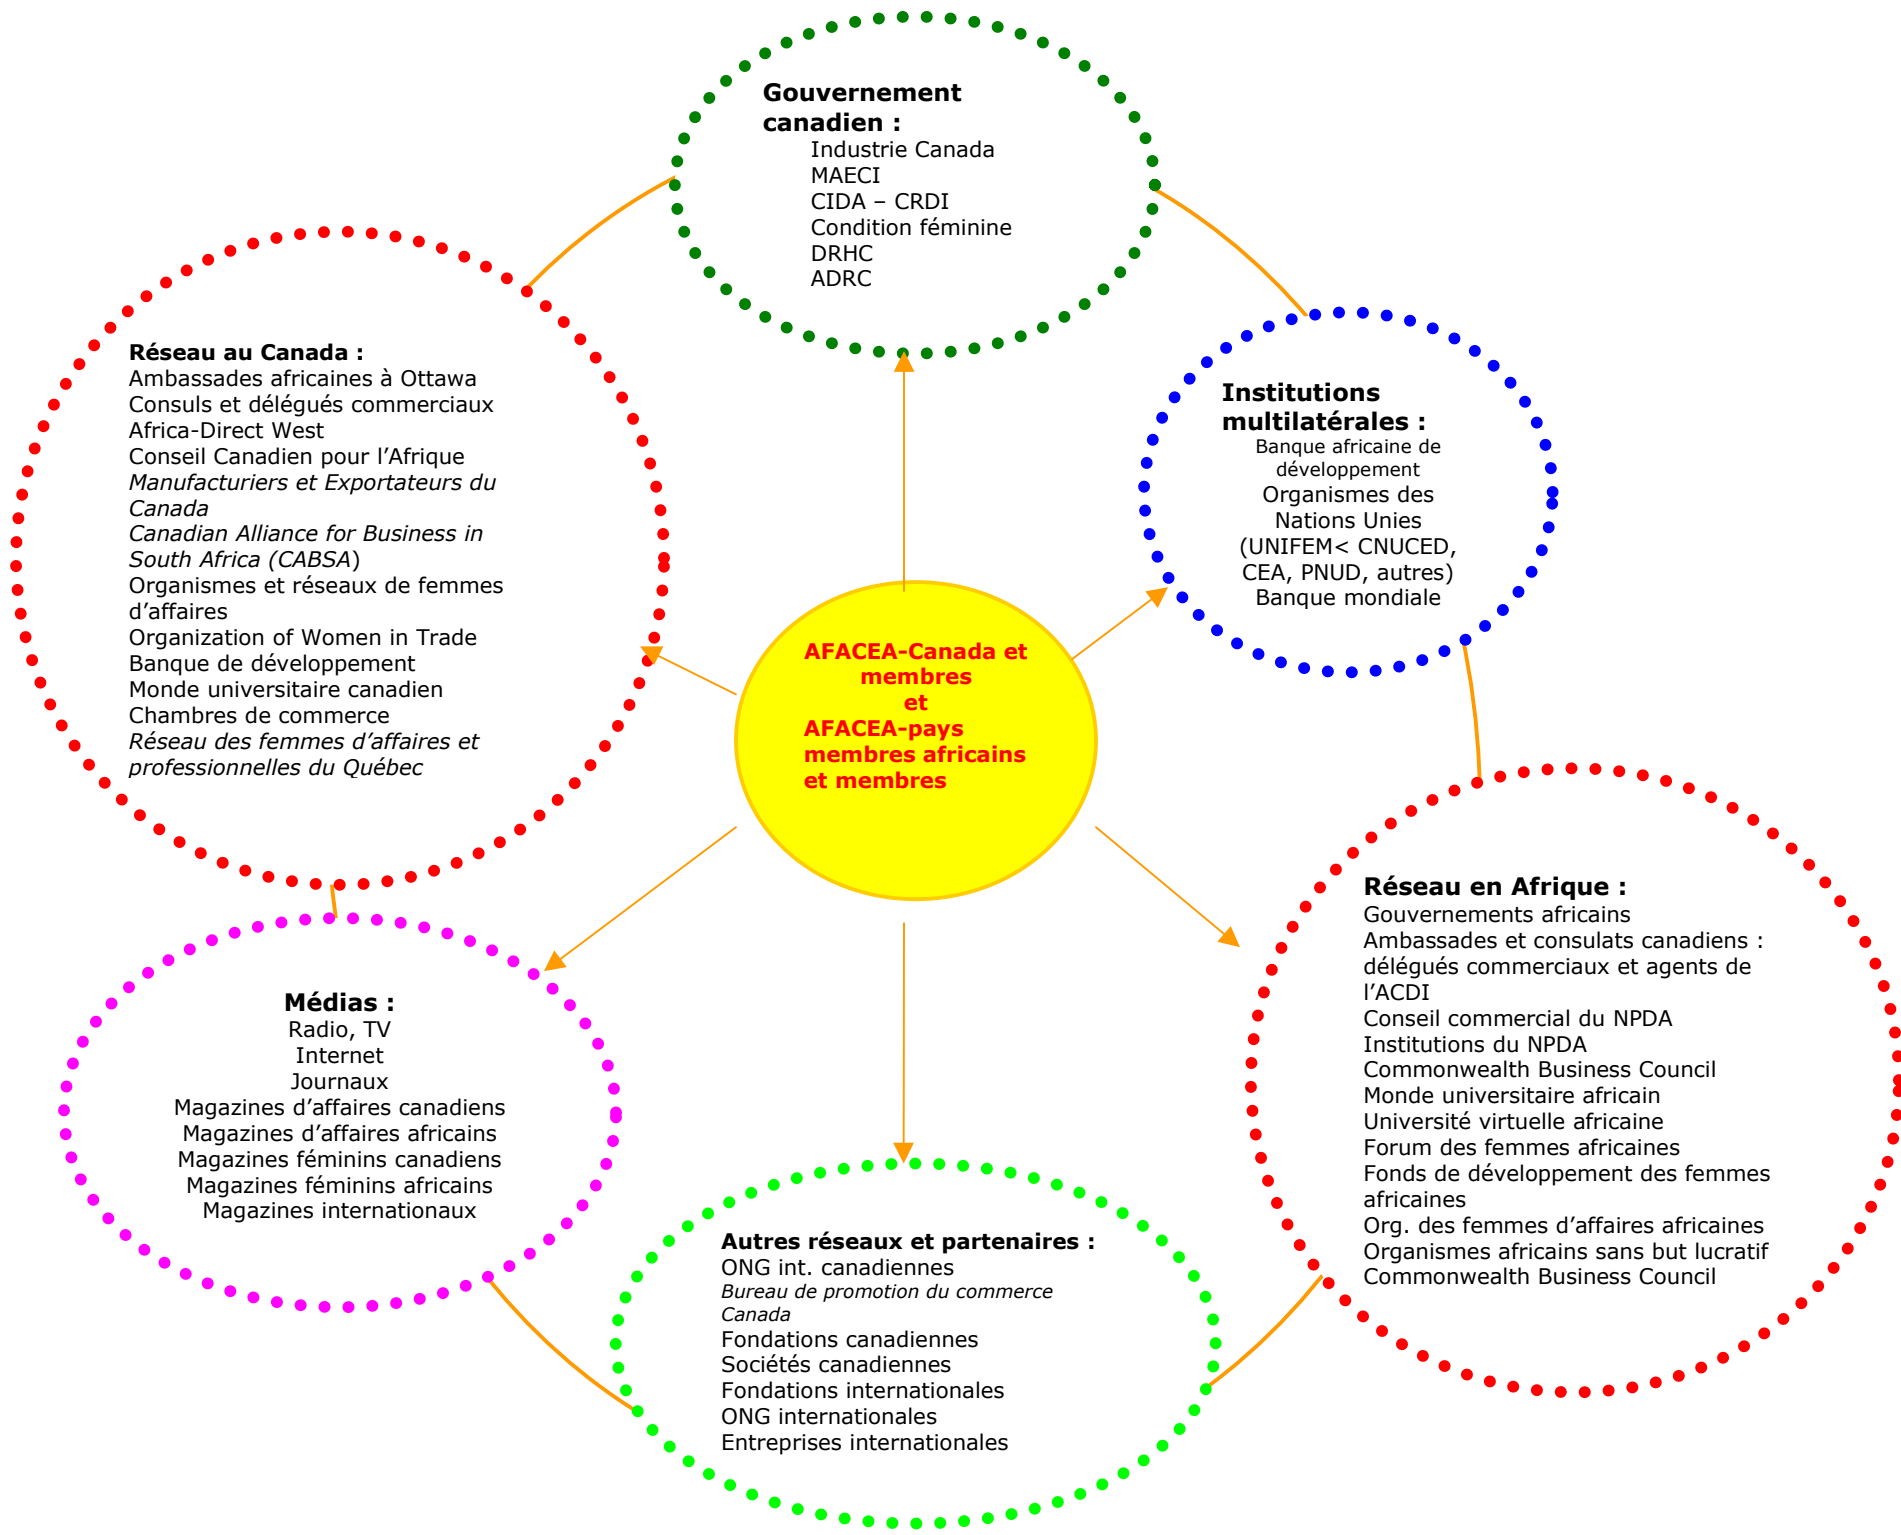 Gouvernement
canadien :
Industrie Canada
MAECI
CIDA – CRDI
Condition féminine
DRHC
ADRC
Réseau au Canada :
Ambassades africaines à Ottawa
Consuls et délégués commerciaux
Africa-Direct West
Conseil Canadien pour l'Afrique
Manufacturiers et Exportateurs du
Canada
Canadian Alliance for Business in
South Africa (CABSA)
Organismes et réseaux de femmes
d'affaires
Organization of Women in Trade
Banque de développement
Monde universitaire canadien
Chambres de commerce
Réseau des femmes d'affaires et
professionnelles du Québec
Institutions
multilatérales :
Banque africaine de
développement
Organismes des
Nations Unies
(UNIFEM< CNUCED,
CEA, PNUD, autres)
Banque mondiale
AFACEA-Canada et
membres
et
AFACEA-pays
membres africains
et membres
Réseau en Afrique :
Gouvernements africains
Ambassades et consulats canadiens :
délégués commerciaux et agents de
l'ACDI
Conseil commercial du NPDA
Institutions du NPDA
Commonwealth Business Council
Monde universitaire africain
Université virtuelle africaine
Forum des femmes africaines
Fonds de développement des femmes
africaines
Org. des femmes d'affaires africaines
Organismes africains sans but lucratif
Commonwealth Business Council
Médias :
Radio, TV
Internet
Journaux
Magazines d'affaires canadiens
Magazines d'affaires africains
Magazines féminins canadiens
Magazines féminins africains
Magazines internationaux
Autres réseaux et partenaires :
ONG int. canadiennes
Bureau de promotion du commerce
Canada
Fondations canadiennes
Sociétés canadiennes
Fondations internationales
ONG internationales
Entreprises internationales